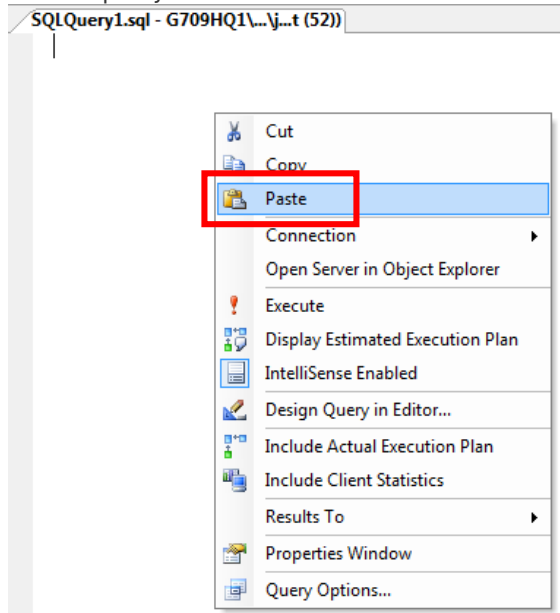 SQLQuery1.sql - G709HQ1\...\j...t (52))
Cut
Copy
Paste
Connection
Open Server in Object Explorer
Execute
Display Estimated Execution Plan
IntelliSense Enabled
Design Query in Editor...
Include Actual Execution Plan
Include Client Statistics
Results To
Properties Window
Query Options...